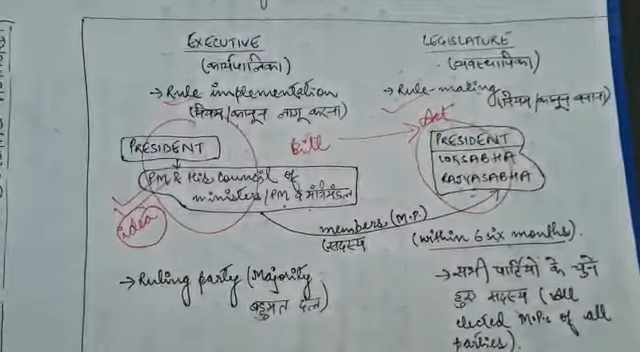 EXECUTIVE
(कार्यपालिका)
→ Rule implementation
(नियम/कानून लागू करना)
PRESIDENT
PM & His Council of
ministers/PM & मंत्रिमंडल
idea
Bill
→ Ruling party (Majority
बहुमत दल)
LEGISLATURE
(व्यवस्थापिका)
→ Rule-making
(नियम/कानून बनाना)
Act
PRESIDENT
LOKSABHA
RAJYASABHA
members (M.P.)
(सदस्य
(within 6 six months).
→ सभी पार्टियों के चुने
हुए सदस्य (all
elected M.P.s of all
parties).